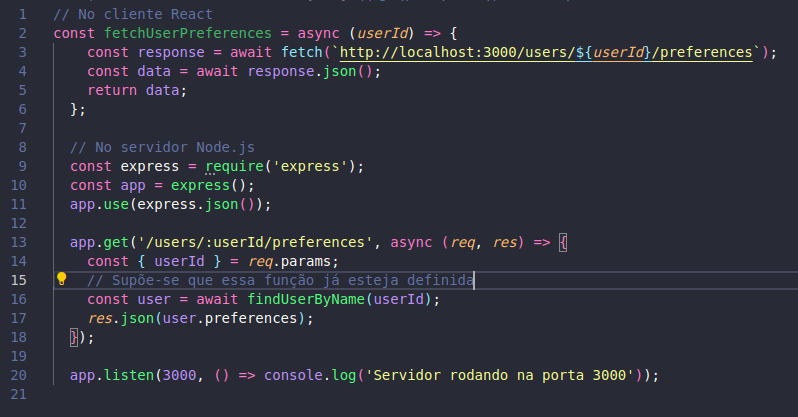 1 // No cliente React
2 const fetchUserPreferences = async (userId) => {
3 const response = await fetch(`http://localhost:3000/users/${userId}/preferences`);
4 const data = await response.json();
5 return data;
6 };
7
8 // No servidor Node.js
9 const express = require('express');
10 const app = express();
11 app.use(express.json());
12
13 app.get('/users/:userId/preferences', async (req, res) => {
14 const { userId } = req.params;
15 // Supõe-se que essa função já esteja definida
16 const user = await findUserByName(userId);
17 res.json(user.preferences);
18 });
19
20 app.listen(3000, () => console.log('Servidor rodando na porta 3000'));
21